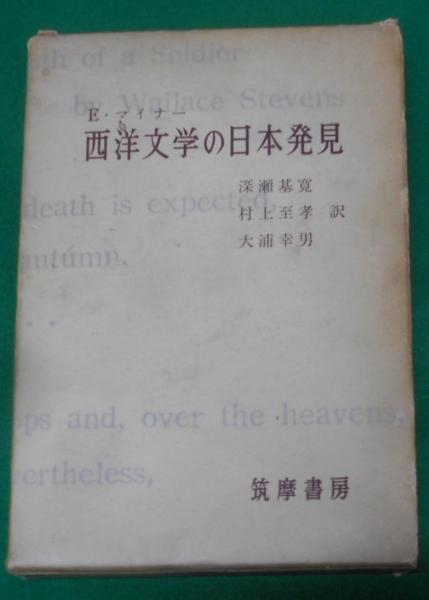 th of a Soldier
by Wallace Stevens
E・マイナー
西洋文学の日本発見
深瀬基寛
村上至孝 訳
大浦幸男
death is expected.
autumn.
..
ops and, over the heavens,
vertheless,
筑摩書房